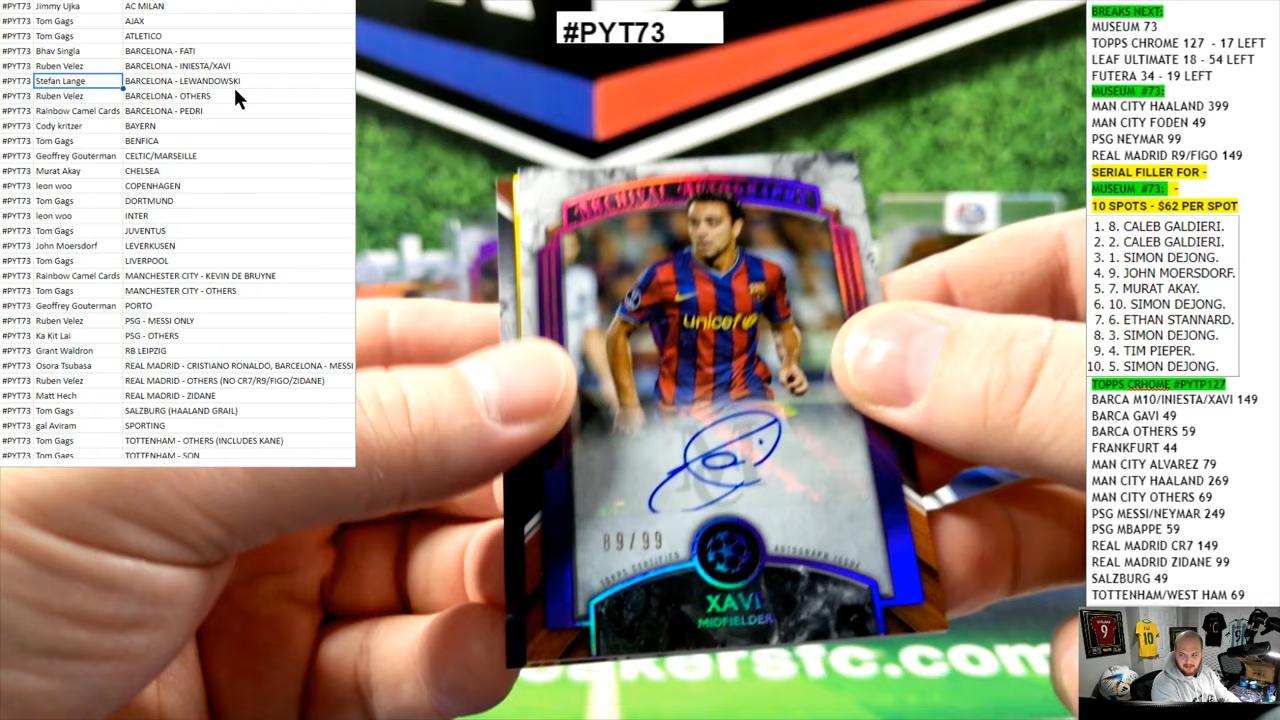 #PYT73 Jimmy Ujka AC MILAN
#PYT73 Tom Gags AJAX
#PYT73 Tom Gags ATLETICO
#PYT73 Bhav Singla BARCELONA - FATI
#PYT73 Ruben Velez BARCELONA - INIESTA/XAVI
#PYT73 Stefan Lange BARCELONA - LEWANDOWSKI
#PYT73 Ruben Velez BARCELONA - OTHERS
#PYT73 Rainbow Camel Cards BARCELONA - PEDRI
#PYT73 Cody kritzer BAYERN
#PYT73 Tom Gags BENFICA
#PYT73 Geoffrey Gouterman CELTIC/MARSEILLE
#PYT73 Murat Akay CHELSEA
#PYT73 leon woo COPENHAGEN
#PYT73 Tom Gags DORTMUND
#PYT73 leon woo INTER
#PYT73 Tom Gags JUVENTUS
#PYT73 John Moersdorf LEVERKUSEN
#PYT73 Tom Gags LIVERPOOL
#PYT73 Rainbow Camel Cards MANCHESTER CITY - KEVIN DE BRUYNE
#PYT73 Tom Gags MANCHESTER CITY - OTHERS
#PYT73 Geoffrey Gouterman PORTO
#PYT73 Ruben Velez PSG - MESSI ONLY
#PYT73 Ka Kit Lai PSG - OTHERS
#PYT73 Grant Waldron RB LEIPZIG
#PYT73 Osora Tsubasa REAL MADRID - CRISTIANO RONALDO, BARCELONA - MESSI
#PYT73 Ruben Velez REAL MADRID - OTHERS (NO CR7/R9/FIGO/ZIDANE)
#PYT73 Matt Hech REAL MADRID - ZIDANE
#PYT73 Tom Gags SALZBURG (HAALAND GRAIL)
#PYT73 gal Aviram SPORTING
#PYT73 Tom Gags TOTTENHAM - OTHERS (INCLUDES KANE)
#PYT73 Tom Gags TOTTENHAM - SON
#PYT73
ARCHIVAL AUTOGRAPHS
unicef
89/99
TOPPS CERTIFIED AUTOGRAPH ISSUE
XAVI
MIDFIELDER
akersfc.com
BREAKS NEXT:
MUSEUM 73
TOPPS CHROME 127 - 17 LEFT
LEAF ULTIMATE 18 - 54 LEFT
FUTERA 34 - 19 LEFT
MUSEUM #73:
MAN CITY HAALAND 399
MAN CITY FODEN 49
PSG NEYMAR 99
REAL MADRID R9/FIGO 149
SERIAL FILLER FOR -
MUSEUM #73: -
10 SPOTS - $62 PER SPOT
1. 8. CALEB GALDIERI.
2. 2. CALEB GALDIERI.
3. 1. SIMON DEJONG.
4. 9. JOHN MOERSDORF.
5. 7. MURAT AKAY.
6. 10. SIMON DEJONG.
7. 6. ETHAN STANNARD.
8. 3. SIMON DEJONG.
9. 4. TIM PIEPER.
10. 5. SIMON DEJONG.
TOPPS CRHOME #PYTP127
BARCA M10/INIESTA/XAVI 149
BARCA GAVI 49
BARCA OTHERS 59
FRANKFURT 44
MAN CITY ALVAREZ 79
MAN CITY HAALAND 269
MAN CITY OTHERS 69
PSG MESSI/NEYMAR 249
PSG MBAPPE 59
REAL MADRID CR7 149
REAL MADRID ZIDANE 99
SALZBURG 49
TOTTENHAM/WEST HAM 69
9
10